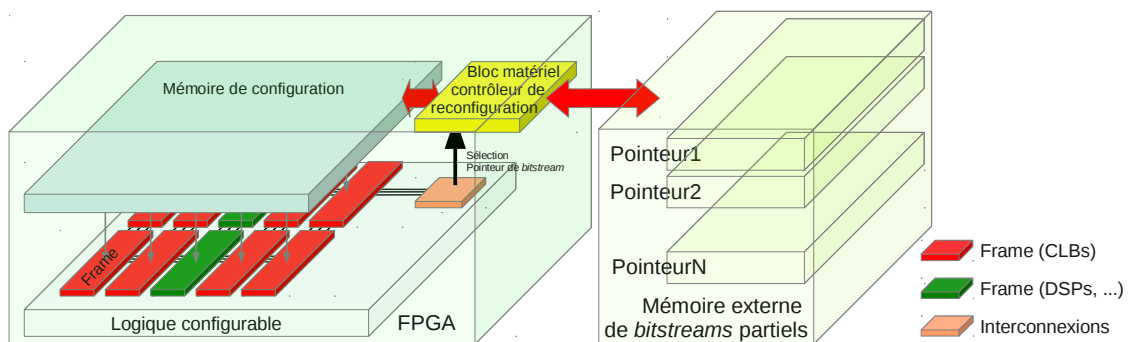 Mémoire de configuration
Bloc matériel
contrôleur de
reconfiguration
Sélection
Pointeur de bitstream
Frame
Logique configurable
FPGA
Pointeur1
Pointeur2
PointeurN
Mémoire externe
de bitstreams partiels
Frame (CLBs)
Frame (DSPs, ...)
Interconnexions